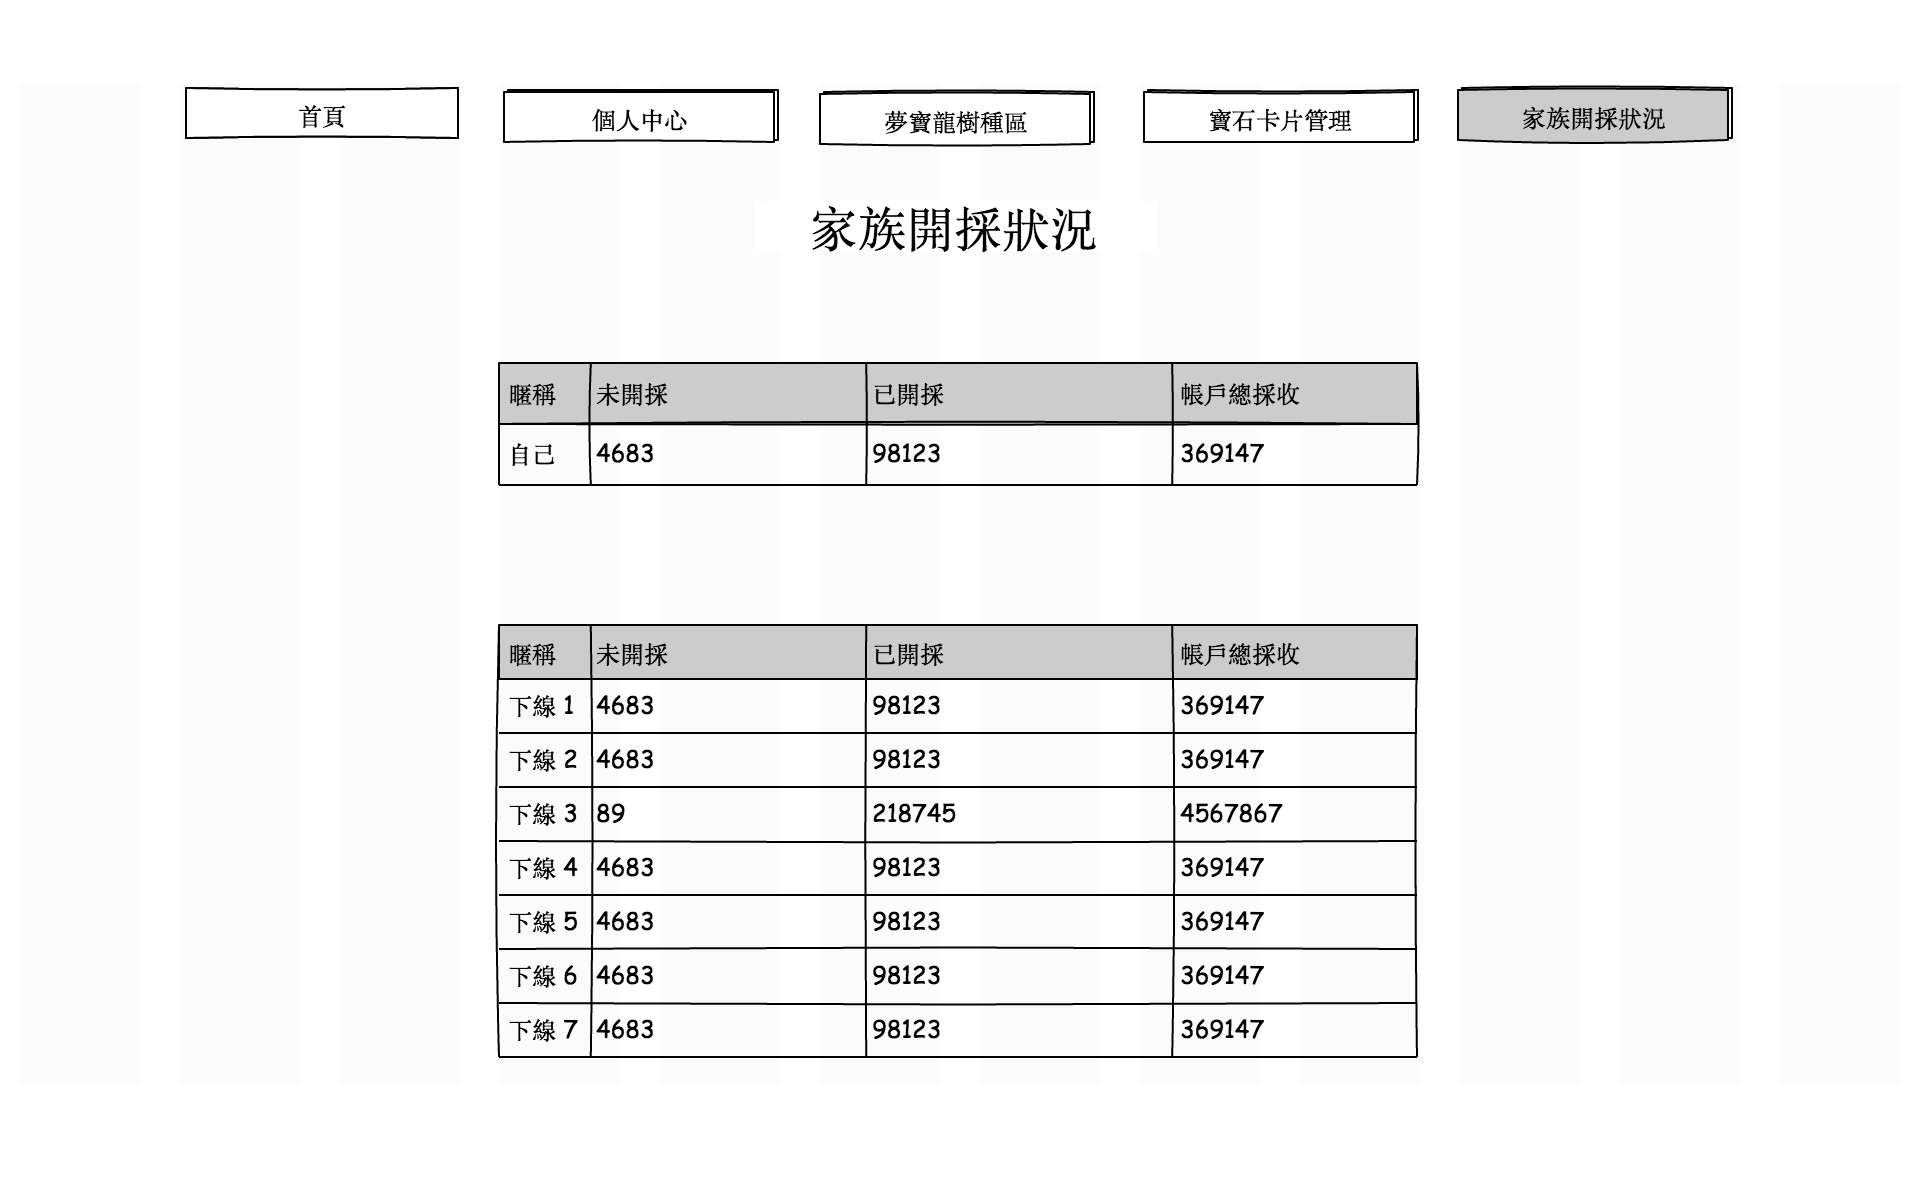 首頁 個人中心 夢寶龍樹種區 寶石卡片管理 家族開採狀況
家族開採狀況
暱稱 未開採 已開採 帳戶總採收
自己 4683 98123 369147
暱稱 未開採 已開採 帳戶總採收
下線 1 4683 98123 369147
下線 2 4683 98123 369147
下線 3 89 218745 4567867
下線 4 4683 98123 369147
下線 5 4683 98123 369147
下線 6 4683 98123 369147
下線 7 4683 98123 369147